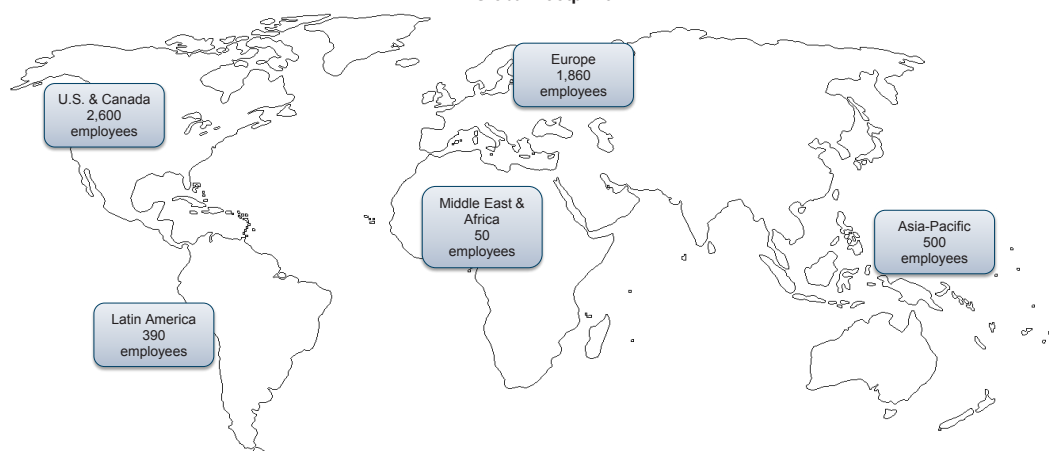 Europe
1,860
employees
U.S. & Canada
2,600
employees
Middle East &
Africa
50
employees
Asia-Pacific
500
employees
Latin America
390
employees